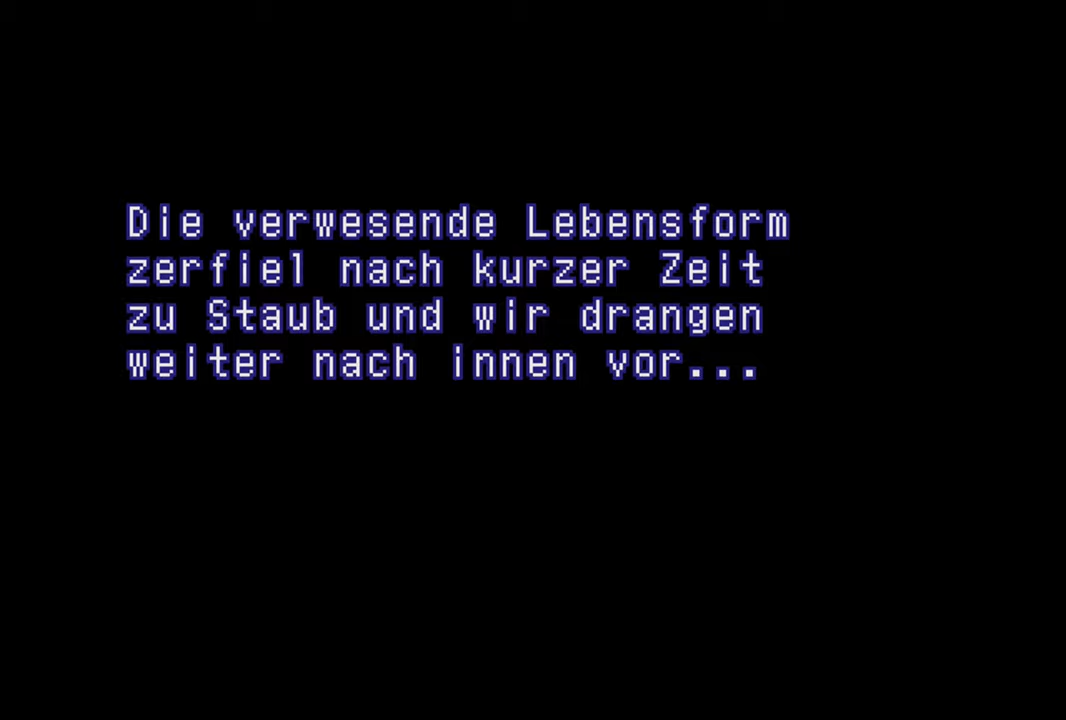 Die verwesende Lebensform
zerfiel nach kurzer Zeit
zu Staub und wir drangen
weiter nach innen vor...